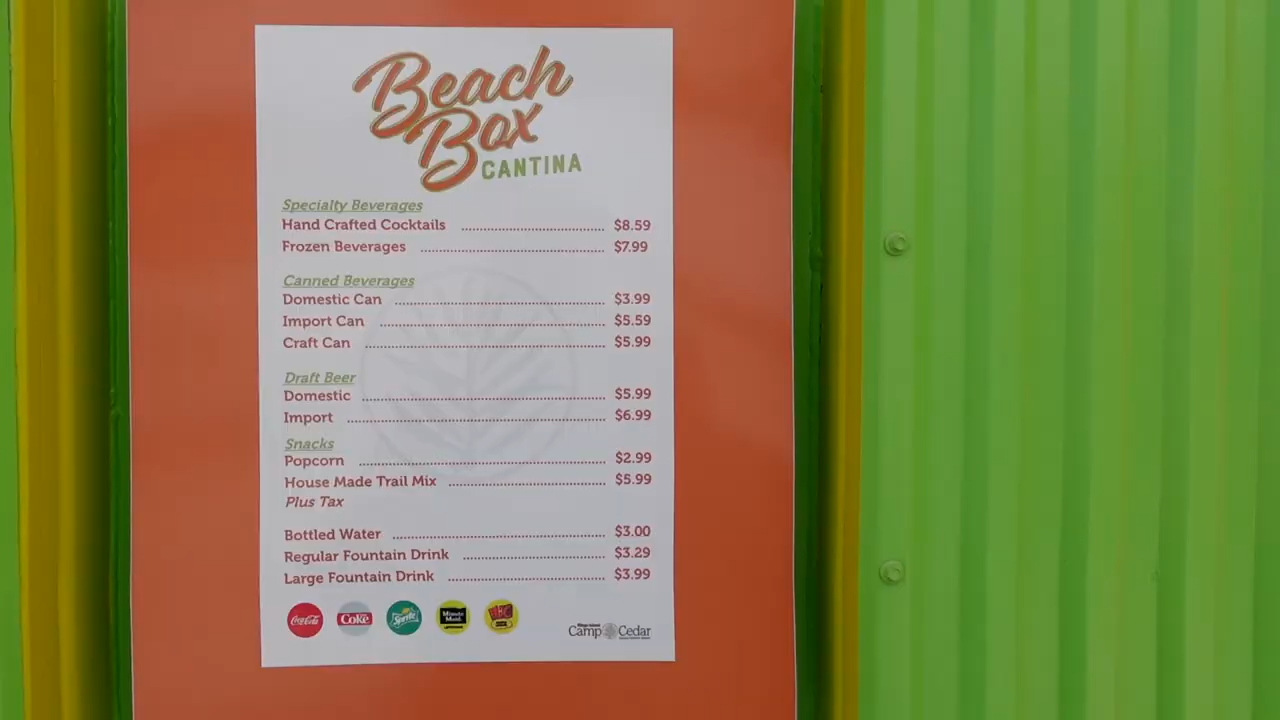 Beach
Box
CANTINA
Specialty Beverages
Hand Crafted Cocktails ........ $8.59
Frozen Beverages ........ $7.99
Canned Beverages
Domestic Can ........ $3.99
Import Can ........ $5.59
Craft Can ........ $5.99
Draft Beer
Domestic ........ $5.99
Import ........ $6.99
Snacks
Popcorn ........ $2.99
House Made Trail Mix ........ $5.99
Plus Tax
Bottled Water ........ $3.00
Regular Fountain Drink ........ $3.29
Large Fountain Drink ........ $3.99
Coca-Cola Diet Coke Sprite Minute Maid
Camp Cedar